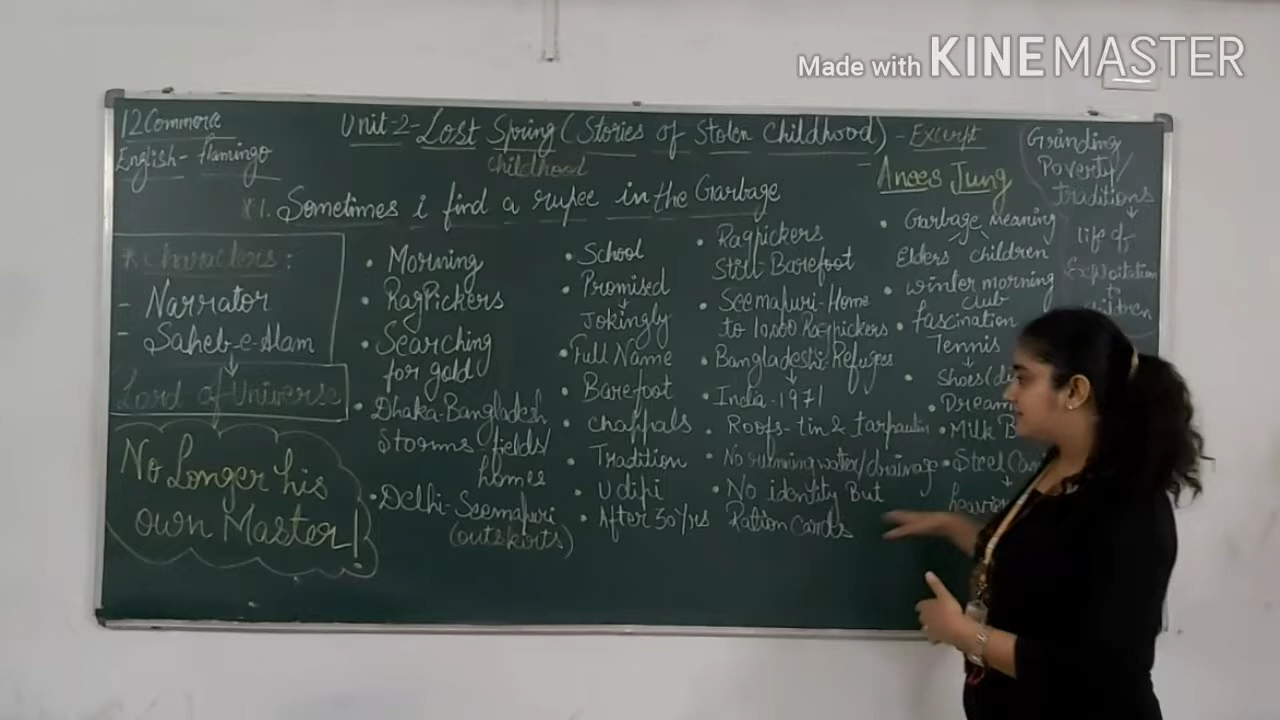 Made with KINEMASTER
12 Commerce
English - flamingo
Unit-2-Lost Spring (Stories of Stolen Childhood) - Excerpt
Childhood
Anees Jung
*1. Sometimes i find a rupee in the Garbage
* Characters:
- Narrator
- Saheb-e-Alam
Lord of Universe
No Longer his
own Master!
• Morning
• RagPickers
• Searching
for gold
• Dhaka-Bangladesh
Storms fields/
homes
• Delhi-Seemapuri
(outskirts)
• School
• Promised
Jokingly
• Full Name
• Barefoot
• chappals
• Tradition
• Udipi
• After 30 Yrs
• Ragpickers
Still-Barefoot
• Seemapuri-Home
to 10,000 Ragpickers
• Bangladeshi-Refuges
• India-1971
Roofs-tin & tarpaulin
• No running water/drainage
• No identity But
Ration Cards
• Garbage meaning
Elders children
• winter morning
club
• fascination
Tennis
• Shoes
• Dream
• Milk B
• Steel
Grinding
Poverty/
traditions
life of
Exploitation
to
children